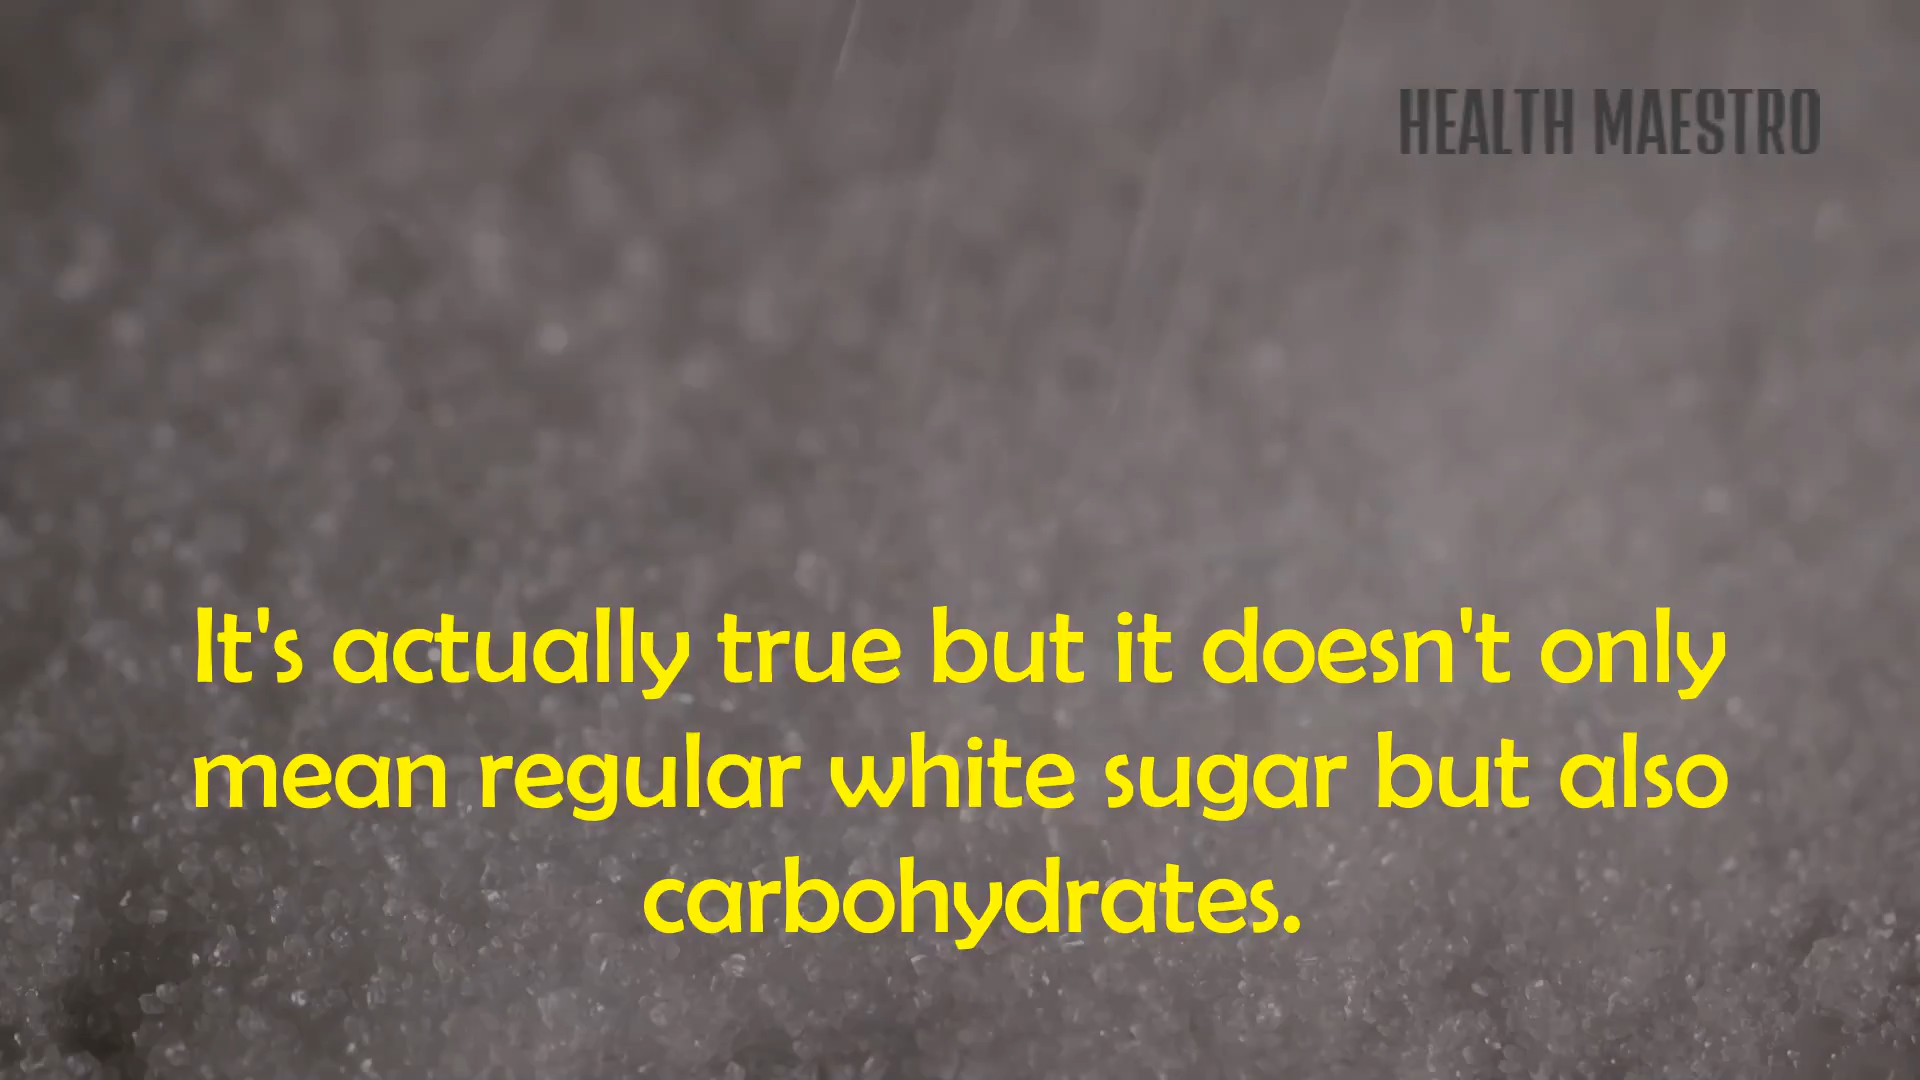 HEALTH MAESTRO
It's actually true but it doesn't only
mean regular white sugar but also
carbohydrates.